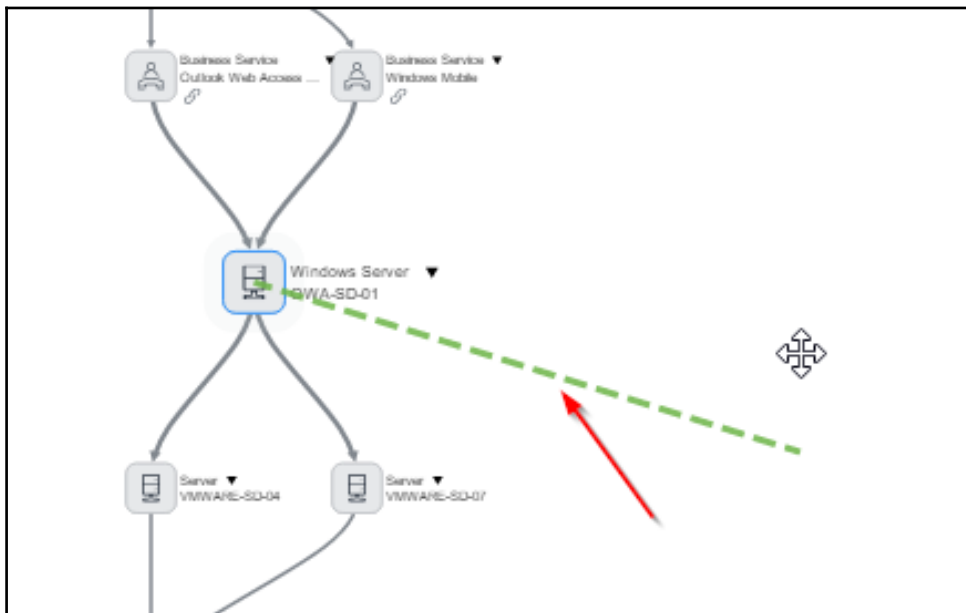 Business Service
Outlook Web Access ...
Business Service
Windows Mobile
Windows Server
OWA-SD-01
Server
VMWARE-SD-04
Server
VMWARE-SD-07